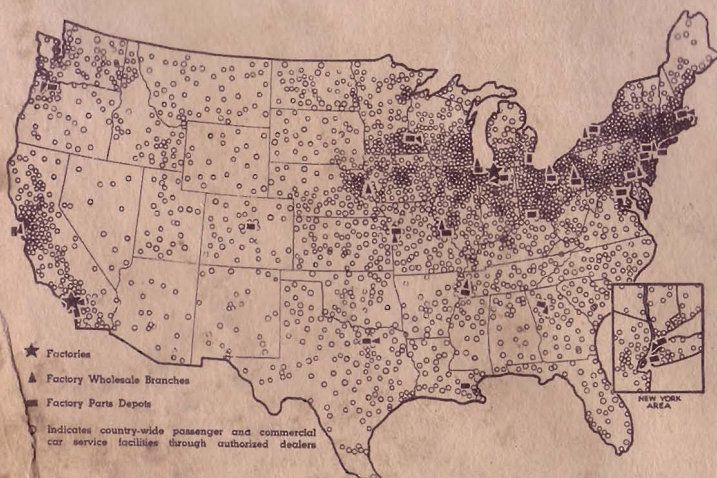 Factories
Factory Wholesale Branches
Factory Parts Depots
Indicates country-wide passenger and commercial
car service facilities through authorized dealers
NEW YORK
AREA